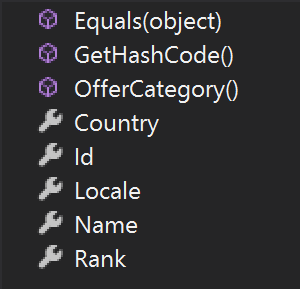 Equals(object)
GetHashCode()
OfferCategory()
Country
Id
Locale
Name
Rank